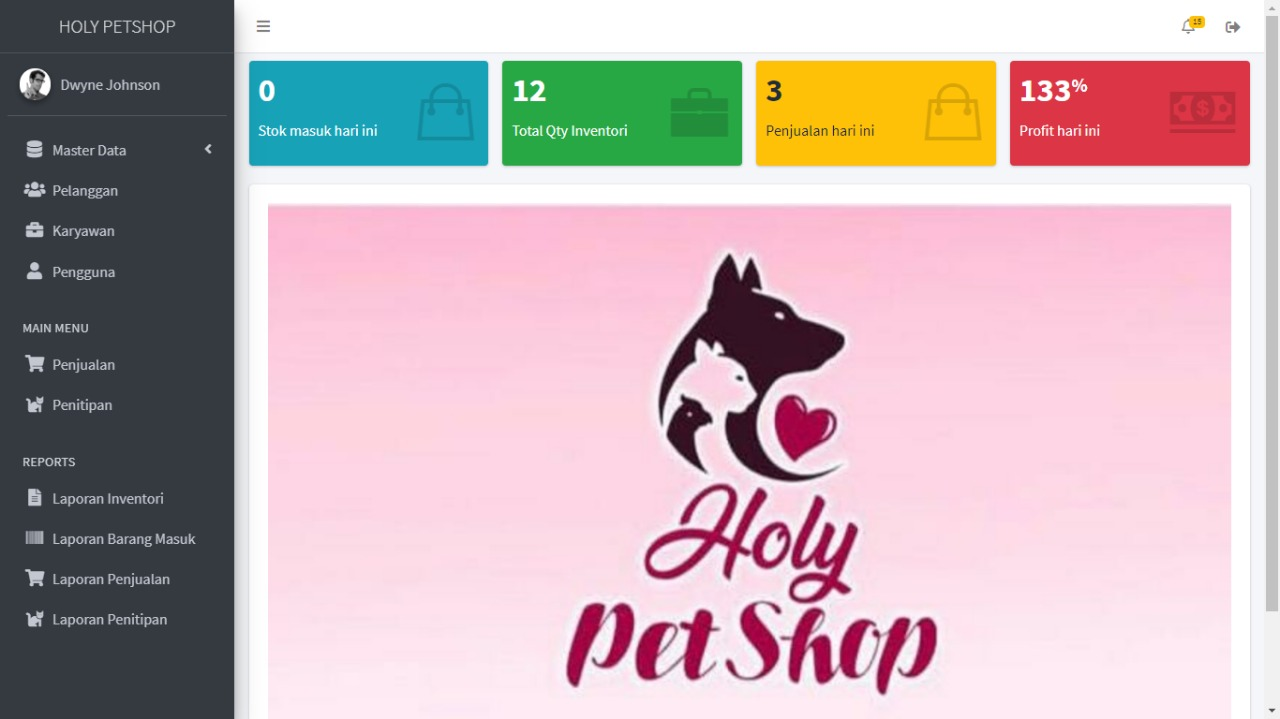 HOLY PETSHOP
Dwyne Johnson
Master Data
Pelanggan
Karyawan
Pengguna
MAIN MENU
Penjualan
Penitipan
REPORTS
Laporan Inventori
Laporan Barang Masuk
Laporan Penjualan
Laporan Penitipan
0
Stok masuk hari ini
12
Total Qty Inventori
3
Penjualan hari ini
133%
Profit hari ini
Holy
Pet Shop